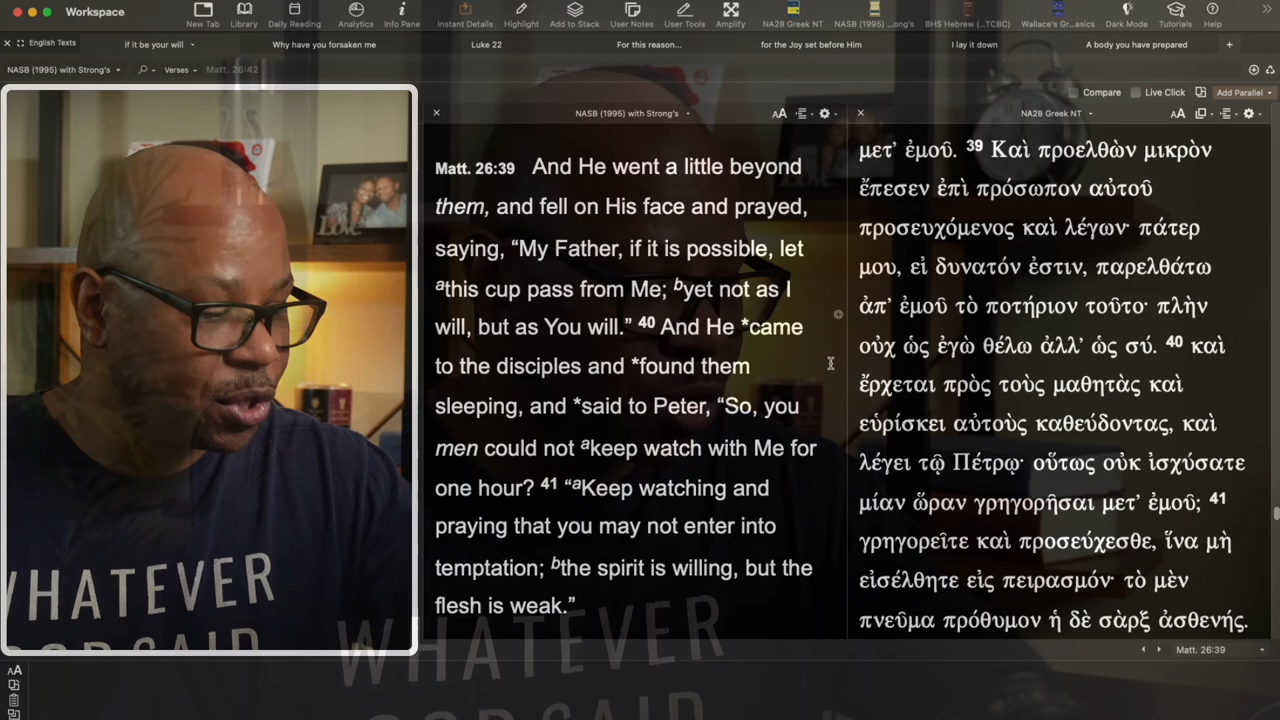 Workspace
New Tab
Library
Daily Reading
Analytics
Info Pane
Instant Details
Highlight
Add to Stack
User Notes
User Tools
Amplify
NA28 Greek NT
NASB (1995) ...ong's
BHS Hebrew (...TCBC)
Wallace's Gr...asics
Dark Mode
Tutorials
Help
English Texts
if it be your will
Why have you forsaken me
Luke 22
For this reason...
for the Joy set before Him
I lay it down
A body you have prepared
NASB (1995) with Strong's
Verses
Matt. 26:42
Compare
Live Click
Add Parallel
NASB (1995) with Strong's
Matt. 26:39 And He went a little beyond
them, and fell on His face and prayed,
saying, “My Father, if it is possible, let
athis cup pass from Me; byet not as I
will, but as You will.” 40 And He *came
to the disciples and *found them
sleeping, and *said to Peter, “So, you
men could not akeep watch with Me for
one hour? 41 “aKeep watching and
praying that you may not enter into
temptation; bthe spirit is willing, but the
flesh is weak.”
NA28 Greek NT
μετ’ ἐμοῦ. 39 Καὶ προελθὼν μικρὸν
ἔπεσεν ἐπὶ πρόσωπον αὐτοῦ
προσευχόμενος καὶ λέγων· πάτερ
μου, εἰ δυνατόν ἐστιν, παρελθάτω
ἀπ’ ἐμοῦ τὸ ποτήριον τοῦτο· πλὴν
οὐχ ὡς ἐγὼ θέλω ἀλλ’ ὡς σύ. 40 καὶ
ἔρχεται πρὸς τοὺς μαθητὰς καὶ
εὑρίσκει αὐτοὺς καθεύδοντας, καὶ
λέγει τῷ Πέτρῳ· οὕτως οὐκ ἰσχύσατε
μίαν ὥραν γρηγορῆσαι μετ’ ἐμοῦ; 41
γρηγορεῖτε καὶ προσεύχεσθε, ἵνα μὴ
εἰσέλθητε εἰς πειρασμόν· τὸ μὲν
πνεῦμα πρόθυμον ἡ δὲ σὰρξ ἀσθενής.
Matt. 26:39
WHATEVER
GOD SAID
WHATEVER
GOD SAID